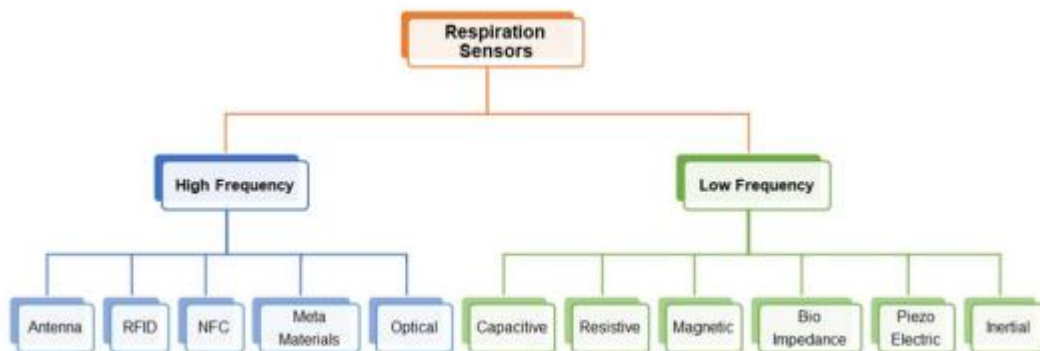 Respiration
Sensors
High Frequency
Low Frequency
Antenna
RFID
NFC
Meta
Materials
Optical
Capacitive
Resistive
Magnetic
Bio
Impedance
Piezo
Electric
Inertial